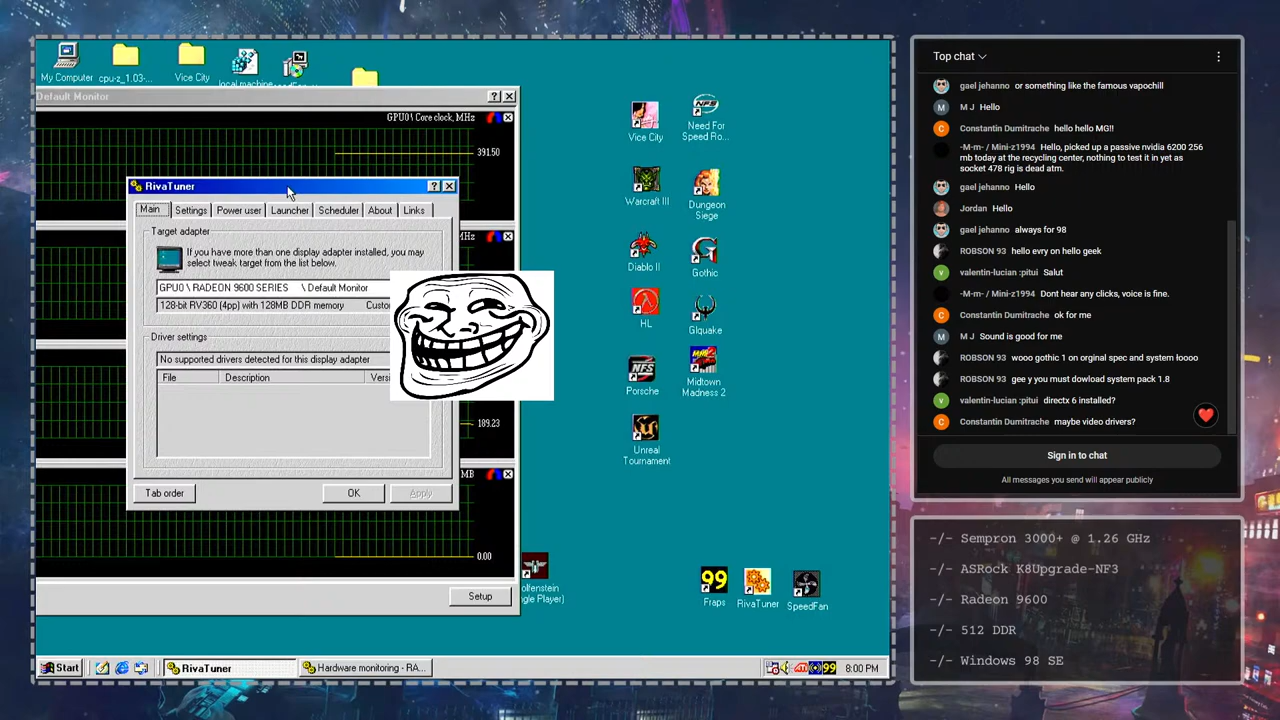 My Computer
cpu-z_1.03-...
Vice City
local machine
Default Monitor
GPU0 \ Core clock, MHz
391.50
RivaTuner
Main
Settings
Power user
Launcher
Scheduler
About
Links
Target adapter
If you have more than one display adapter installed, you may
select tweak target from the list below.
GPU0 \ RADEON 9600 SERIES \ Default Monitor
128-bit RV360 (4pp) with 128MB DDR memory
Driver settings
No supported drivers detected for this display adapter
File
Description
189.23
MB
0.00
Tab order
OK
Apply
Setup
Vice City
Need For
Speed Ro...
Warcraft III
Dungeon
Siege
Diablo II
Gothic
HL
Glquake
Porsche
Midtown
Madness 2
Unreal
Tournament
99
Fraps
RivaTuner
SpeedFan
Start
RivaTuner
Hardware monitoring - RA...
ATI
99
8:00 PM
Top chat
gael jehanno or something like the famous vapochill
M J Hello
Constantin Dumitrache hello hello MG!!
-M-m- / Mini-z1994 Hello, picked up a passive nvidia 6200 256
mb today at the recycling center, nothing to test it in yet as
socket 478 rig is dead atm.
gael jehanno Hello
Jordan Hello
gael jehanno always for 98
ROBSON 93 hello evry on hello geek
valentin-lucian :pitui Salut
-M-m- / Mini-z1994 Dont hear any clicks, voice is fine.
Constantin Dumitrache ok for me
M J Sound is good for me
ROBSON 93 wooo gothic 1 on orginal spec and system łoooo
ROBSON 93 gee y you must dowload system pack 1.8
valentin-lucian :pitui directx 6 installed?
Constantin Dumitrache maybe video drivers?
Sign in to chat
All messages you send will appear publicly
-/- Sempron 3000+ @ 1.26 GHz
-/- ASRock K8Upgrade-NF3
-/- Radeon 9600
-/- 512 DDR
-/- Windows 98 SE